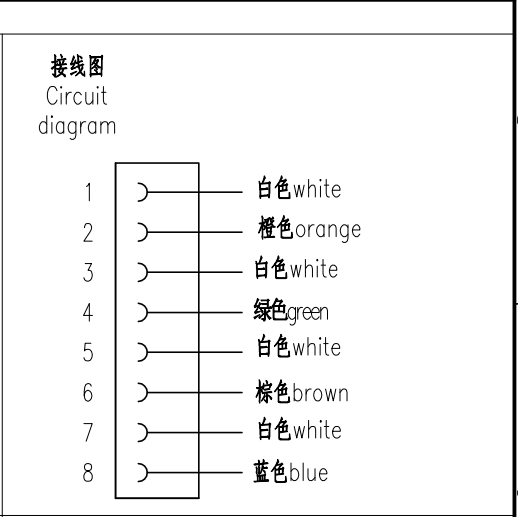 接线图
Circuit
diagram
1 白色white
2 橙色orange
3 白色white
4 绿色green
5 白色white
6 棕色brown
7 白色white
8 蓝色blue